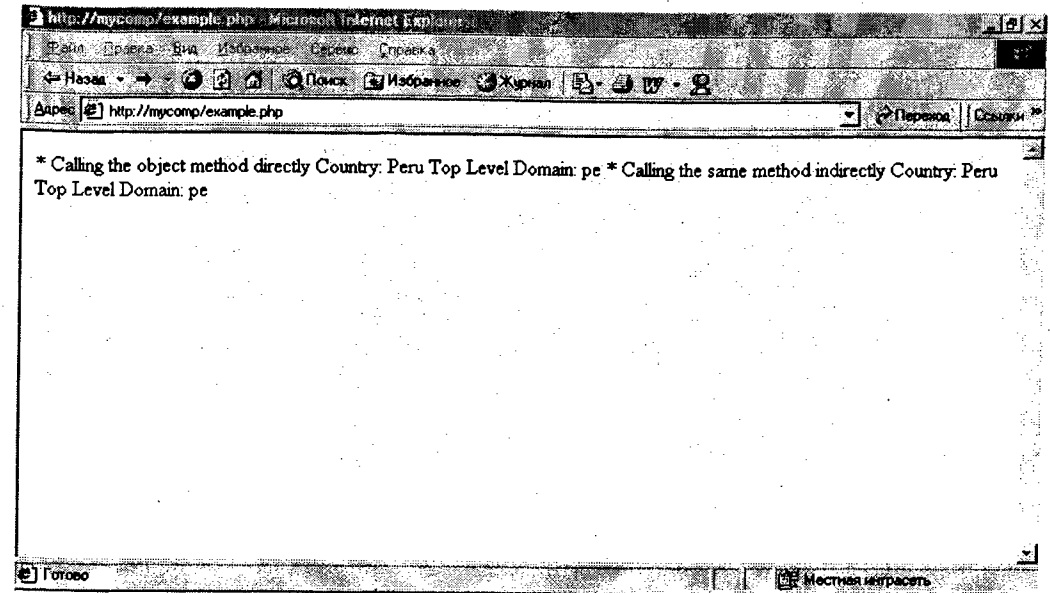 http://mycomp/example.php - Microsoft Internet Explorer
Файл Правка Вид Избранное Сервис Справка
Назад Поиск Избранное Журнал
Адрес http://mycomp/example.php Переход Ссылки »
* Calling the object method directly Country: Peru Top Level Domain: pe * Calling the same method indirectly Country: Peru
Top Level Domain: pe
Готово Местная интрасеть